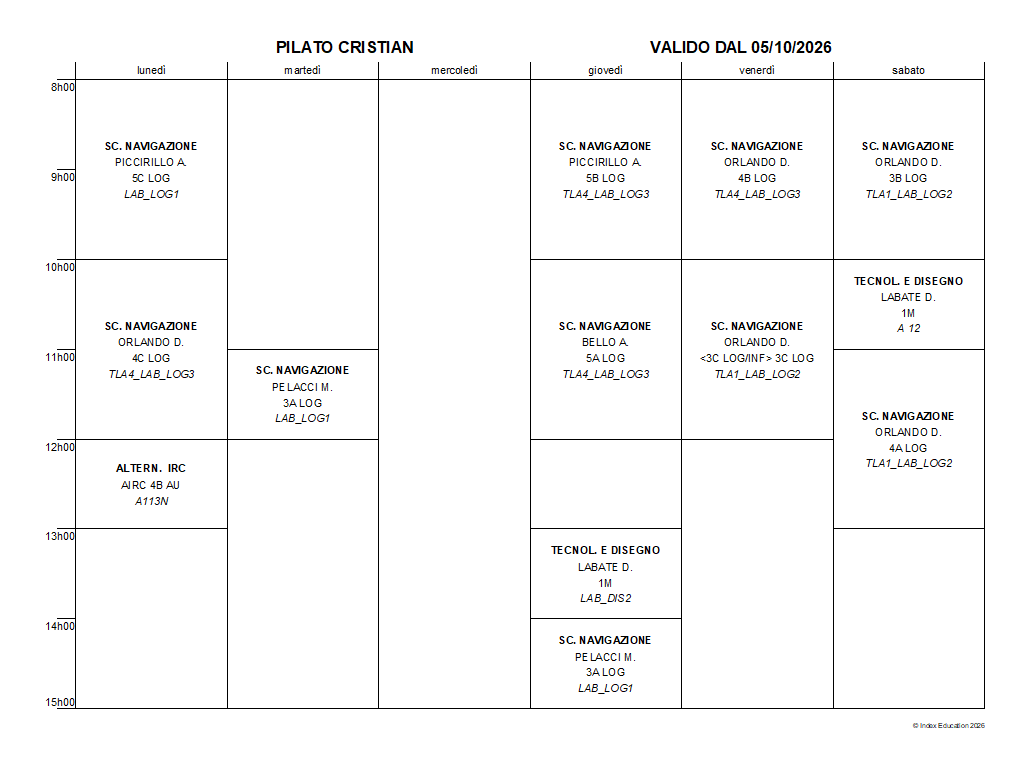 PILATO CRISTIAN
VALIDO DAL 05/10/2026
lunedì
martedì
mercoledì
giovedì
venerdì
sabato
8h00
9h00
10h00
11h00
12h00
13h00
14h00
15h00
SC. NAVIGAZIONE
PICCIRILLO A.
5C LOG
LAB_LOG1
SC. NAVIGAZIONE
ORLANDO D.
4C LOG
TLA4_LAB_LOG3
ALTERN. IRC
AIRC 4B AU
A113N
SC. NAVIGAZIONE
PELACCI M.
3A LOG
LAB_LOG1
SC. NAVIGAZIONE
PICCIRILLO A.
5B LOG
TLA4_LAB_LOG3
SC. NAVIGAZIONE
BELLO A.
5A LOG
TLA4_LAB_LOG3
TECNOL. E DISEGNO
LABATE D.
1M
LAB_DIS2
SC. NAVIGAZIONE
PELACCI M.
3A LOG
LAB_LOG1
SC. NAVIGAZIONE
ORLANDO D.
4B LOG
TLA4_LAB_LOG3
SC. NAVIGAZIONE
ORLANDO D.
<3C LOG/INF> 3C LOG
TLA1_LAB_LOG2
SC. NAVIGAZIONE
ORLANDO D.
3B LOG
TLA1_LAB_LOG2
TECNOL. E DISEGNO
LABATE D.
1M
A 12
SC. NAVIGAZIONE
ORLANDO D.
4A LOG
TLA1_LAB_LOG2
© Index Education 2026